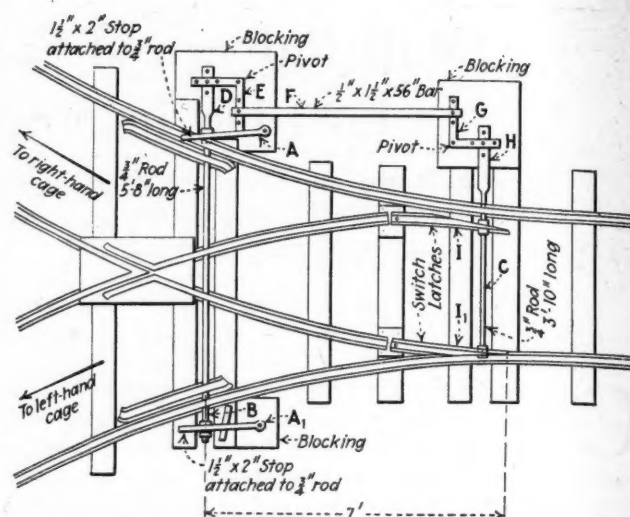 1½" x 2" Stop
attached to ¾" rod
Blocking
Pivot
D
E
F
½" x 1½" x 56" Bar
Blocking
G
H
Pivot
A
To right-hand
cage
¾" Rod
5'8" long
Switch
Latches
I
I₁
C
¾" Rod
3'-10" long
To left-hand
cage
B
A₁
Blocking
1½" x 2" Stop
attached to ¾" rod
7'